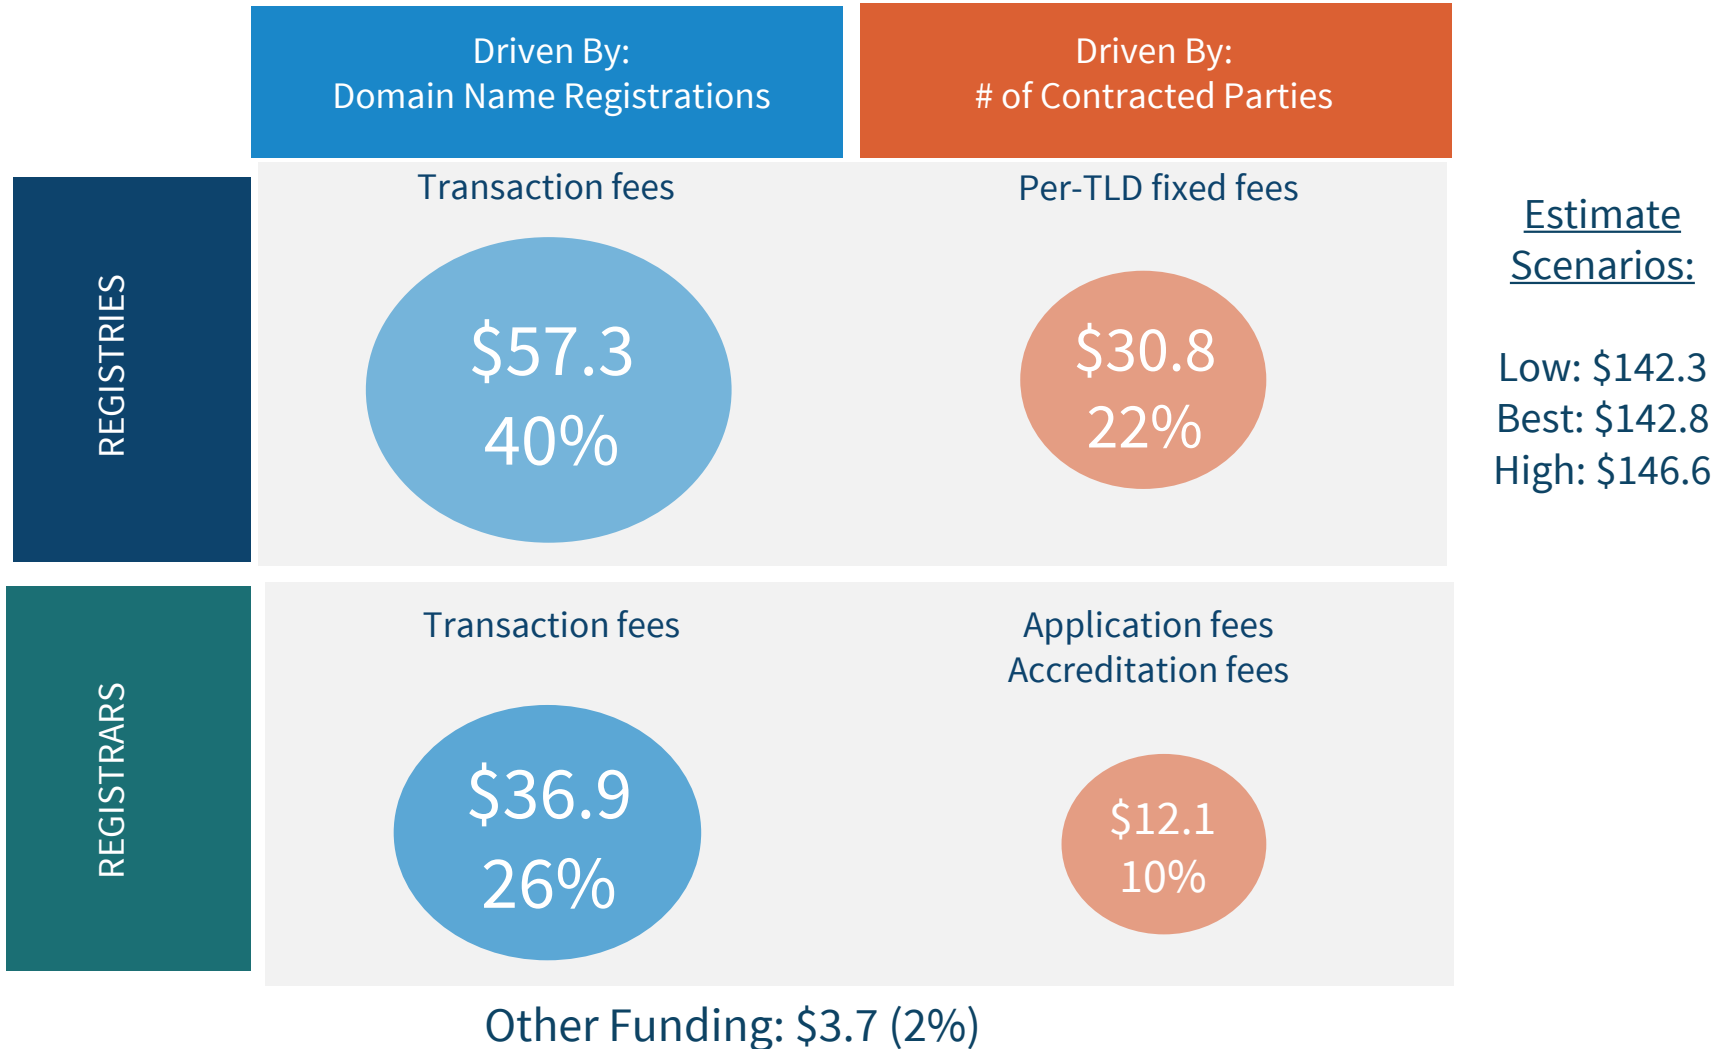 Driven By:
Domain Name Registrations
Driven By:
# of Contracted Parties
REGISTRIES
Transaction fees
$57.3
40%
Per-TLD fixed fees
$30.8
22%
Estimate
Scenarios:
Low: $142.3
Best: $142.8
High: $146.6
REGISTRARS
Transaction fees
$36.9
26%
Application fees
Accreditation fees
$12.1
10%
Other Funding: $3.7 (2%)